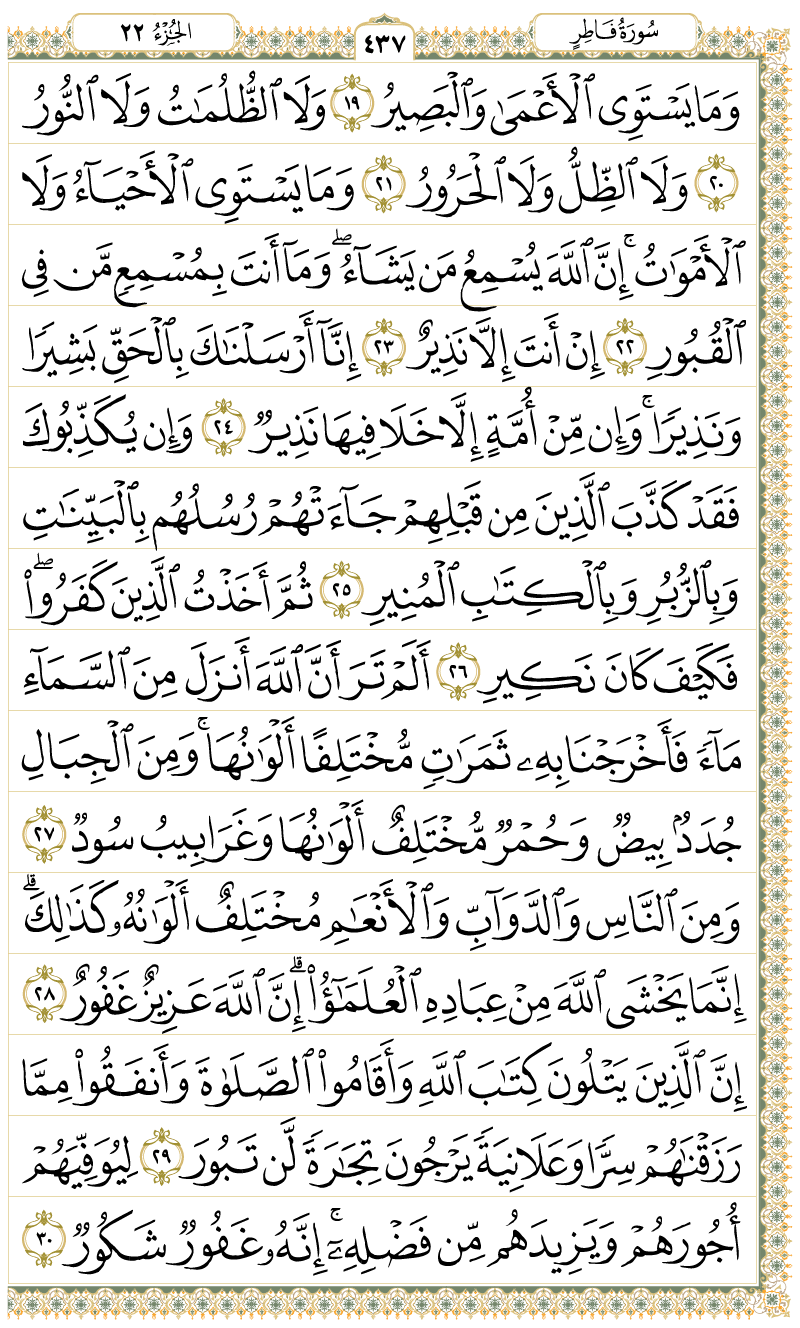 سُورَةُ فَاطِرٍ
٤٣٧
الجُزْءُ ٢٢
وَمَا يَسْتَوِى ٱلْأَعْمَىٰ وَٱلْبَصِيرُ ١٩ وَلَا ٱلظُّلُمَـٰتُ وَلَا ٱلنُّورُ
٢٠ وَلَا ٱلظِّلُّ وَلَا ٱلْحَرُورُ ٢١ وَمَا يَسْتَوِى ٱلْأَحْيَآءُ وَلَا
ٱلْأَمْوَٰتُ ۚ إِنَّ ٱللَّهَ يُسْمِعُ مَن يَشَآءُ ۖ وَمَآ أَنتَ بِمُسْمِعٍ مَّن فِى
ٱلْقُبُورِ ٢٢ إِنْ أَنتَ إِلَّا نَذِيرٌ ٢٣ إِنَّآ أَرْسَلْنَـٰكَ بِٱلْحَقِّ بَشِيرًا
وَنَذِيرًا ۚ وَإِن مِّنْ أُمَّةٍ إِلَّا خَلَا فِيهَا نَذِيرٌ ٢٤ وَإِن يُكَذِّبُوكَ
فَقَدْ كَذَّبَ ٱلَّذِينَ مِن قَبْلِهِمْ جَآءَتْهُمْ رُسُلُهُم بِٱلْبَيِّنَـٰتِ
وَبِٱلزُّبُرِ وَبِٱلْكِتَـٰبِ ٱلْمُنِيرِ ٢٥ ثُمَّ أَخَذْتُ ٱلَّذِينَ كَفَرُوا۟ ۖ
فَكَيْفَ كَانَ نَكِيرِ ٢٦ أَلَمْ تَرَ أَنَّ ٱللَّهَ أَنزَلَ مِنَ ٱلسَّمَآءِ
مَآءً فَأَخْرَجْنَا بِهِۦ ثَمَرَٰتٍ مُّخْتَلِفًا أَلْوَٰنُهَا ۚ وَمِنَ ٱلْجِبَالِ
جُدَدٌۢ بِيضٌ وَحُمْرٌ مُّخْتَلِفٌ أَلْوَٰنُهَا وَغَرَابِيبُ سُودٌ ٢٧
وَمِنَ ٱلنَّاسِ وَٱلدَّوَآبِّ وَٱلْأَنْعَـٰمِ مُخْتَلِفٌ أَلْوَٰنُهُۥ كَذَٰلِكَ ۗ
إِنَّمَا يَخْشَى ٱللَّهَ مِنْ عِبَادِهِ ٱلْعُلَمَـٰٓؤُا۟ ۗ إِنَّ ٱللَّهَ عَزِيزٌ غَفُورٌ ٢٨
إِنَّ ٱلَّذِينَ يَتْلُونَ كِتَـٰبَ ٱللَّهِ وَأَقَامُوا۟ ٱلصَّلَوٰةَ وَأَنفَقُوا۟ مِمَّا
رَزَقْنَـٰهُمْ سِرًّا وَعَلَانِيَةً يَرْجُونَ تِجَـٰرَةً لَّن تَبُورَ ٢٩ لِيُوَفِّيَهُمْ
أُجُورَهُمْ وَيَزِيدَهُم مِّن فَضْلِهِۦٓ ۚ إِنَّهُۥ غَفُورٌ شَكُورٌ ٣٠